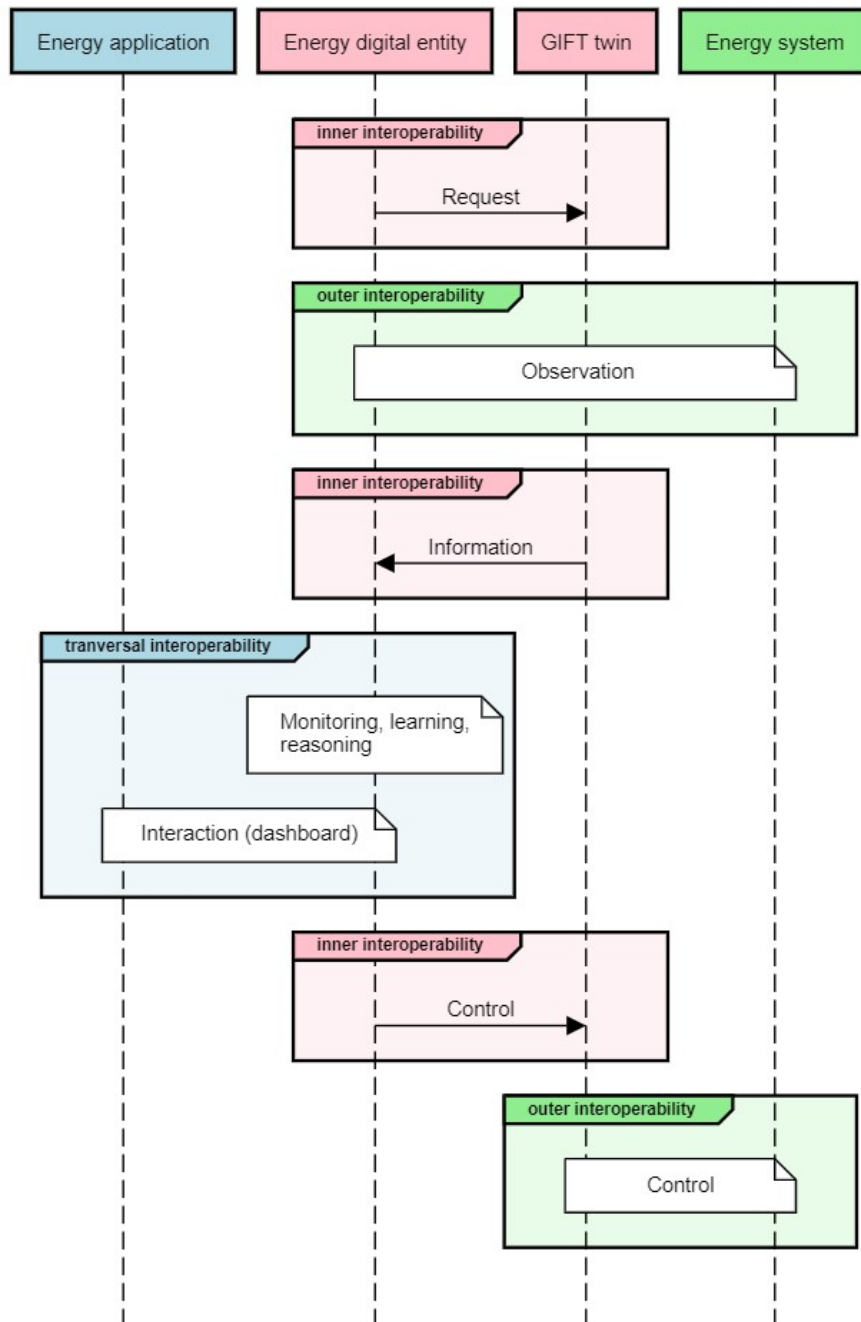 Energy application
Energy digital entity
GIFT twin
Energy system
inner interoperability
Request
outer interoperability
Observation
inner interoperability
Information
tranversal interoperability
Monitoring, learning,
reasoning
Interaction (dashboard)
inner interoperability
Control
outer interoperability
Control